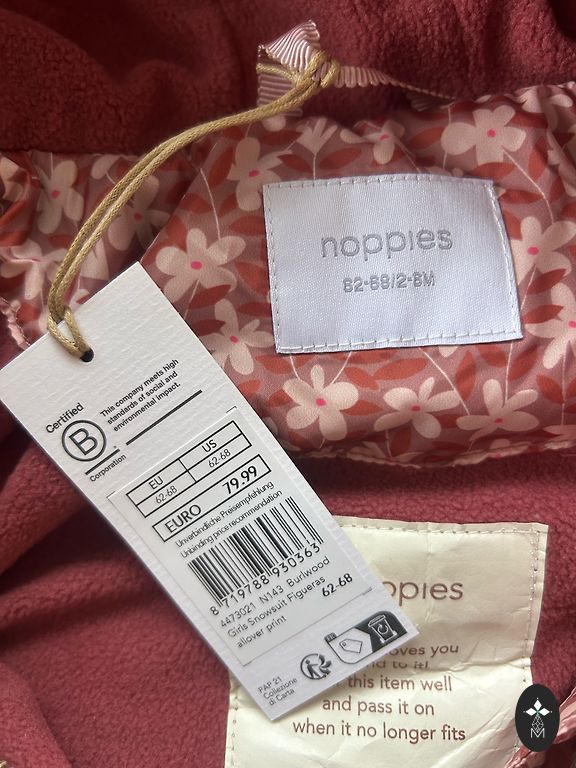 noppies
62-68/2-6M
Certified
B
Corporation
This company meets high
standards of social and
environmental impact.
EU
US
62-68
62-68
EURO 79.99
Unverbindliche Preisempfehlung
Unbinding price recommendation
8 719788 930363
4473021 N143 Burlwood
Girls Snowsuit Figueras
allover print
62-68
PAP 21
Collezione
di Carta
FR
this item well
and pass it on
when it no longer fits
M